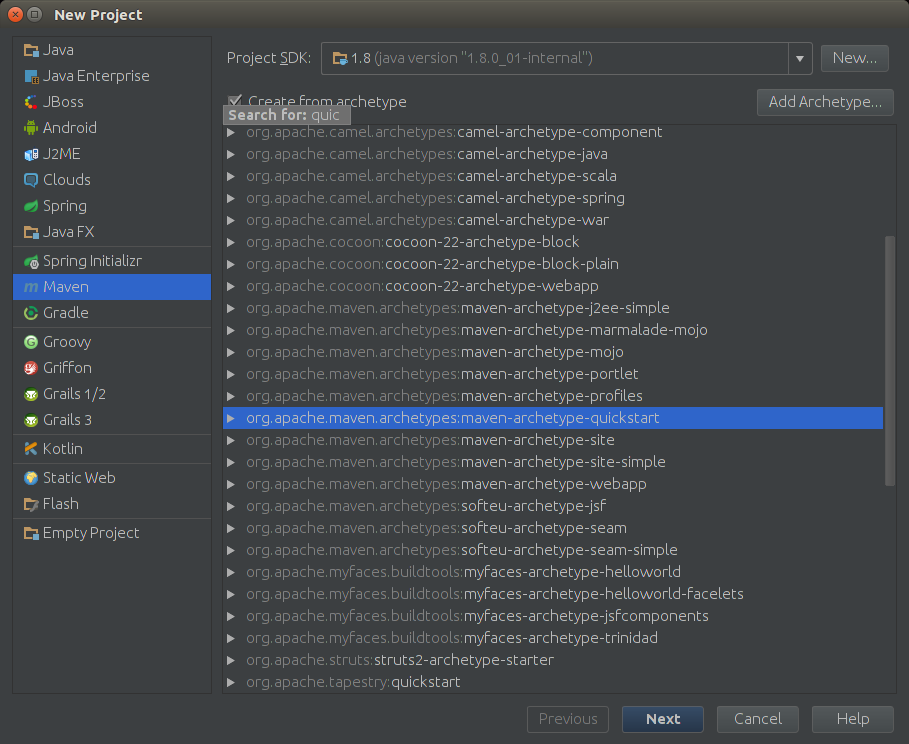 New Project
Java
Java Enterprise
JBoss
Android
J2ME
Clouds
Spring
Java FX
Spring Initializr
Maven
Gradle
Groovy
Griffon
Grails 1/2
Grails 3
Kotlin
Static Web
Flash
Empty Project
Project SDK: 1.8 (java version "1.8.0_01-internal") New...
Create from archetype Add Archetype...
Search for: quic
org.apache.camel.archetypes:camel-archetype-component
org.apache.camel.archetypes:camel-archetype-java
org.apache.camel.archetypes:camel-archetype-scala
org.apache.camel.archetypes:camel-archetype-spring
org.apache.camel.archetypes:camel-archetype-war
org.apache.cocoon:cocoon-22-archetype-block
org.apache.cocoon:cocoon-22-archetype-block-plain
org.apache.cocoon:cocoon-22-archetype-webapp
org.apache.maven.archetypes:maven-archetype-j2ee-simple
org.apache.maven.archetypes:maven-archetype-marmalade-mojo
org.apache.maven.archetypes:maven-archetype-mojo
org.apache.maven.archetypes:maven-archetype-portlet
org.apache.maven.archetypes:maven-archetype-profiles
org.apache.maven.archetypes:maven-archetype-quickstart
org.apache.maven.archetypes:maven-archetype-site
org.apache.maven.archetypes:maven-archetype-site-simple
org.apache.maven.archetypes:maven-archetype-webapp
org.apache.maven.archetypes:softeu-archetype-jsf
org.apache.maven.archetypes:softeu-archetype-seam
org.apache.maven.archetypes:softeu-archetype-seam-simple
org.apache.myfaces.buildtools:myfaces-archetype-helloworld
org.apache.myfaces.buildtools:myfaces-archetype-helloworld-facelets
org.apache.myfaces.buildtools:myfaces-archetype-jsfcomponents
org.apache.myfaces.buildtools:myfaces-archetype-trinidad
org.apache.struts:struts2-archetype-starter
org.apache.tapestry:quickstart
Previous Next Cancel Help